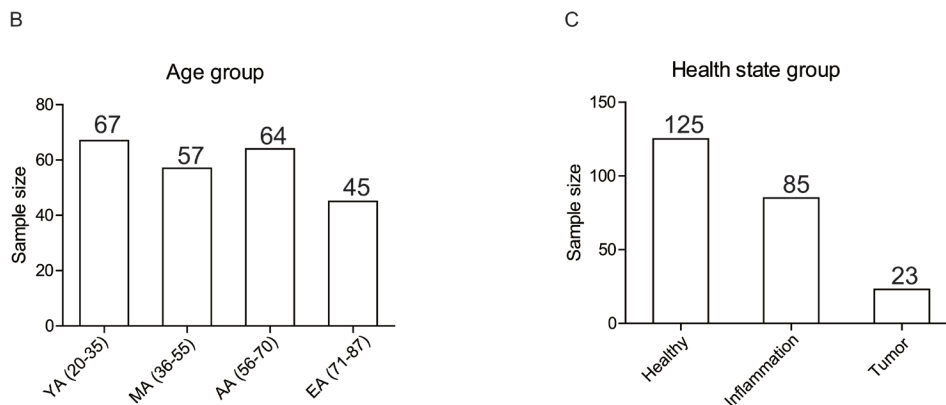 B
Age group
Sample size
80
60
40
20
0
67
57
64
45
YA (20-35)
MA (36-55)
AA (56-70)
EA (71-87)
C
Health state group
Sample size
150
100
50
0
125
85
23
Healthy
Inflammation
Tumor